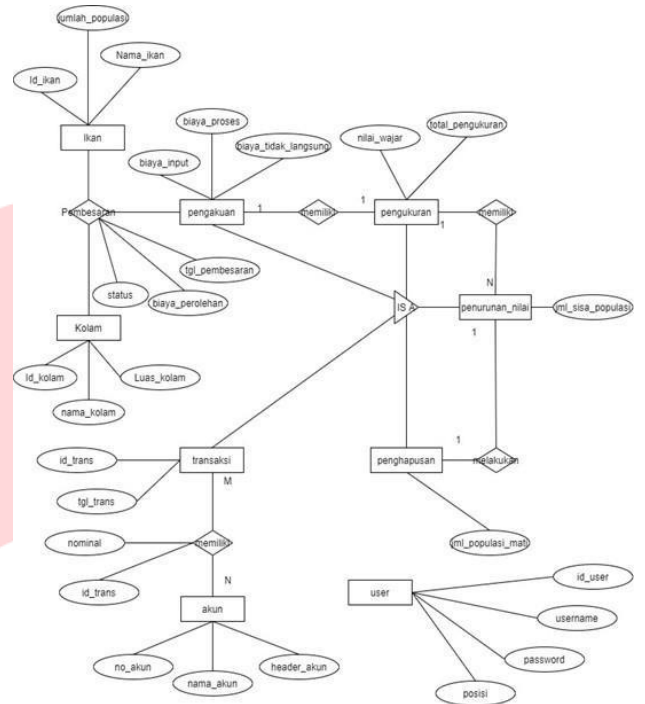 jumlah_populasi
Nama_ikan
Id_ikan
Ikan
biaya_proses
biaya_tidak_langsung
biaya_input
nilai_wajar
total_pengukuran
Pembesaran
pengakuan
1
memiliki
1
pengukuran
1
memiliki
tgl_pembesaran
status
biaya_perolehan
N
IS A
penurunan_nilai
jml_sisa_populasi
1
Kolam
Id_kolam
Luas_kolam
nama_kolam
id_trans
transaksi
tgl_trans
M
penghapusan
1
melakukan
nominal
memiliki
jml_populasi_mati
id_trans
N
akun
user
id_user
username
password
posisi
no_akun
nama_akun
header_akun